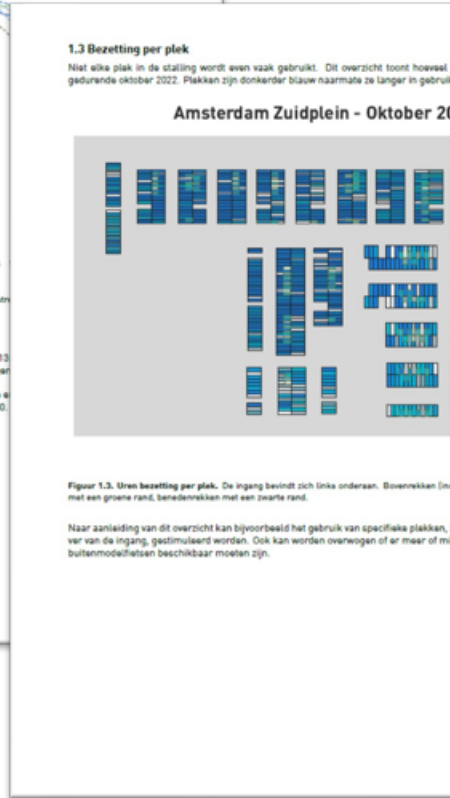 1.3 Bezetting per plek
Niet elke plek in de stalling wordt even vaak gebruikt. Dit overzicht toont hoeveel
gedurende oktober 2022. Plekken zijn donkerder blauw naarmate ze langer in gebrui
Amsterdam Zuidplein - Oktober 20
Figuur 1.3. Uren bezetting per plek. De ingang bevindt zich links onderaan. Bovenrekken (in
met een groene rand, benedenrekken met een zwarte rand.
Naar aanleiding van dit overzicht kan bijvoorbeeld het gebruik van specifieke plekken,
ver van de ingang, gestimuleerd worden. Ook kan worden overwogen of er meer of mi
buitenmodelfietsen beschikbaar moeten zijn.